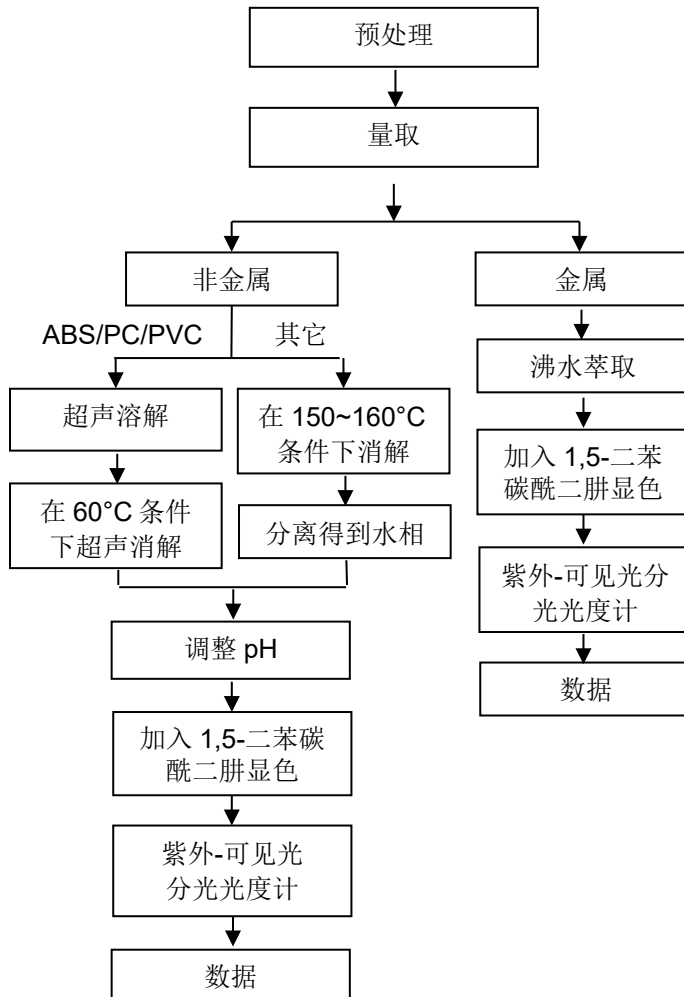 预处理
量取
非金属
金属
ABS/PC/PVC
其它
沸水萃取
超声溶解
在 150~160°C
条件下消解
加入 1,5-二苯
碳酰二肼显色
在 60°C 条件
下超声消解
分离得到水相
紫外-可见光分
光光度计
调整 pH
数据
加入 1,5-二苯碳
酰二肼显色
紫外-可见光
分光光度计
数据